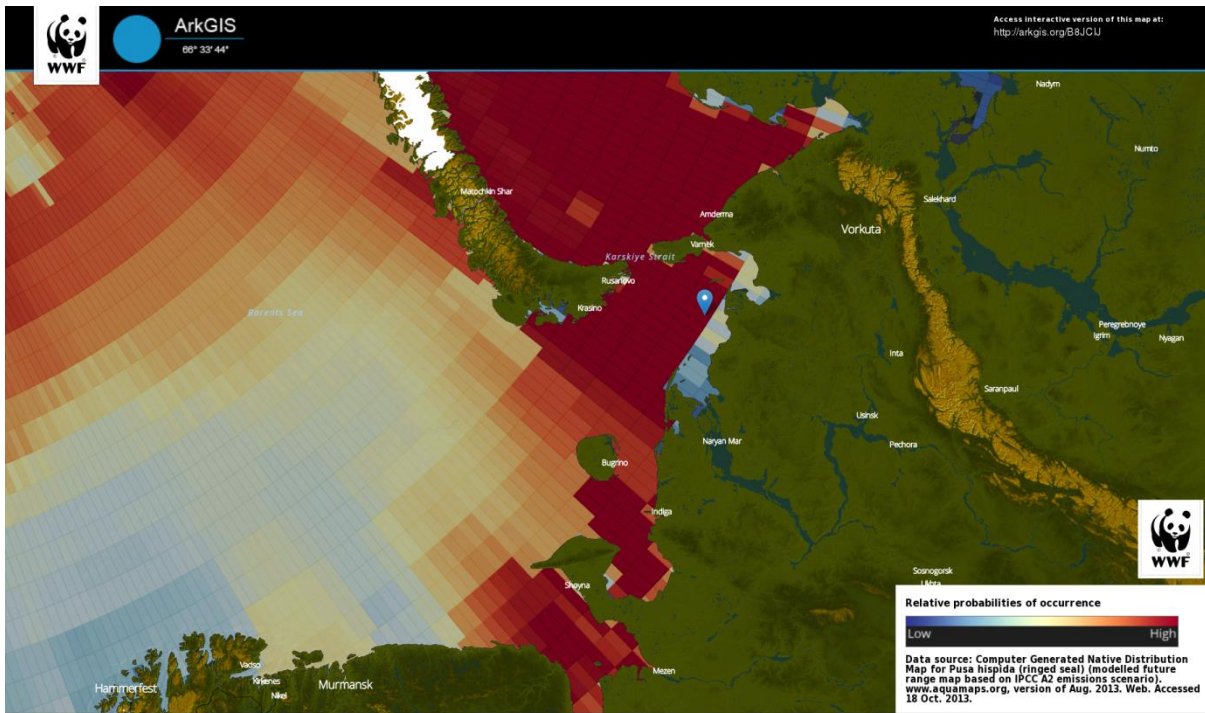 WWF
ArkGIS
66° 33' 44"
Access interactive version of this map at:
http://arkgis.org/B8JCIJ
Nadym
Numto
Matochkin Shar
Salekhard
Amderma
Vorkuta
Varnek
Karskiye Strait
Rusanovo
Krasino
Barents Sea
Peregrebnoye
Igrim
Nyagan
Inta
Saranpaul
Usinsk
Naryan Mar
Pechora
Bugrino
Indiga
WWF
Sosnogorsk
Ukhta
Shoyna
Relative probabilities of occurrence
Low
High
Data source: Computer Generated Native Distribution
Map for Pusa hispida (ringed seal) (modelled future
range map based on IPCC A2 emissions scenario).
www.aquamaps.org, version of Aug. 2013. Web. Accessed
18 Oct. 2013.
Vadso
Mezen
Kirkenes
Murmansk
Hammerfest
Nikel